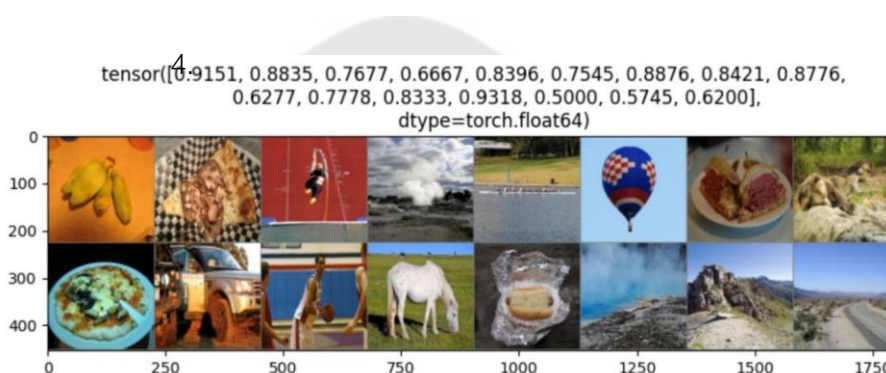 4.
tensor([0.9151, 0.8835, 0.7677, 0.6667, 0.8396, 0.7545, 0.8876, 0.8421, 0.8776,
0.6277, 0.7778, 0.8333, 0.9318, 0.5000, 0.5745, 0.6200],
dtype=torch.float64)
0
100
200
300
400
0 250 500 750 1000 1250 1500 1750